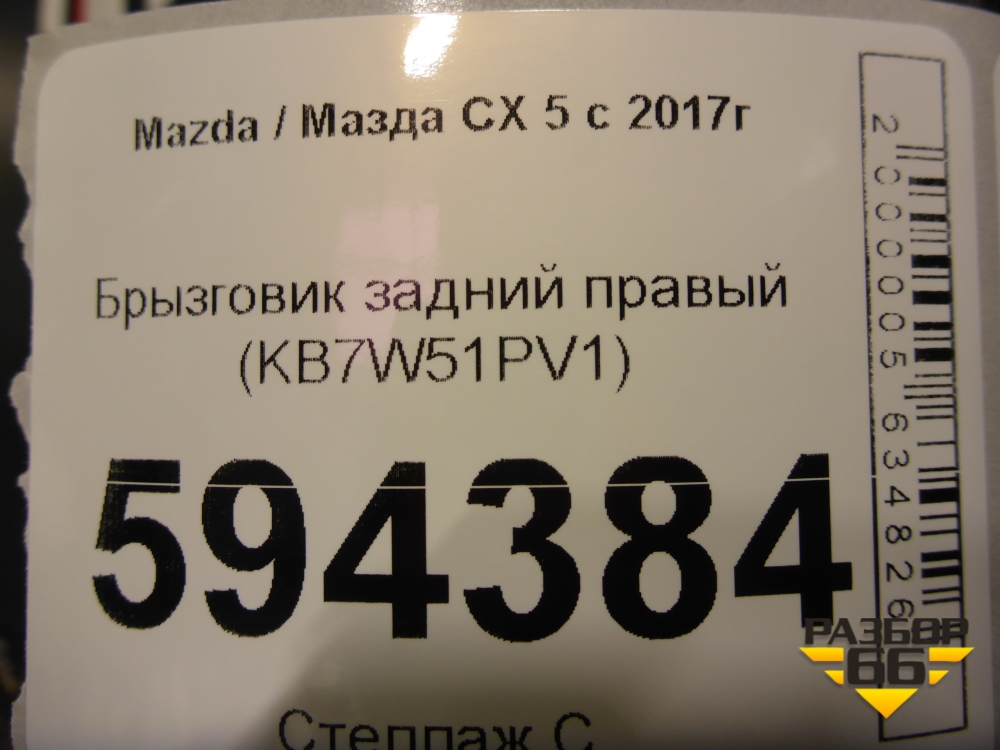 Mazda / Мазда CX 5 с 2017г
Брызговик задний правый
(KB7W51PV1)
594384
Стеллаж С
2000005634826
РАЗБОР
66